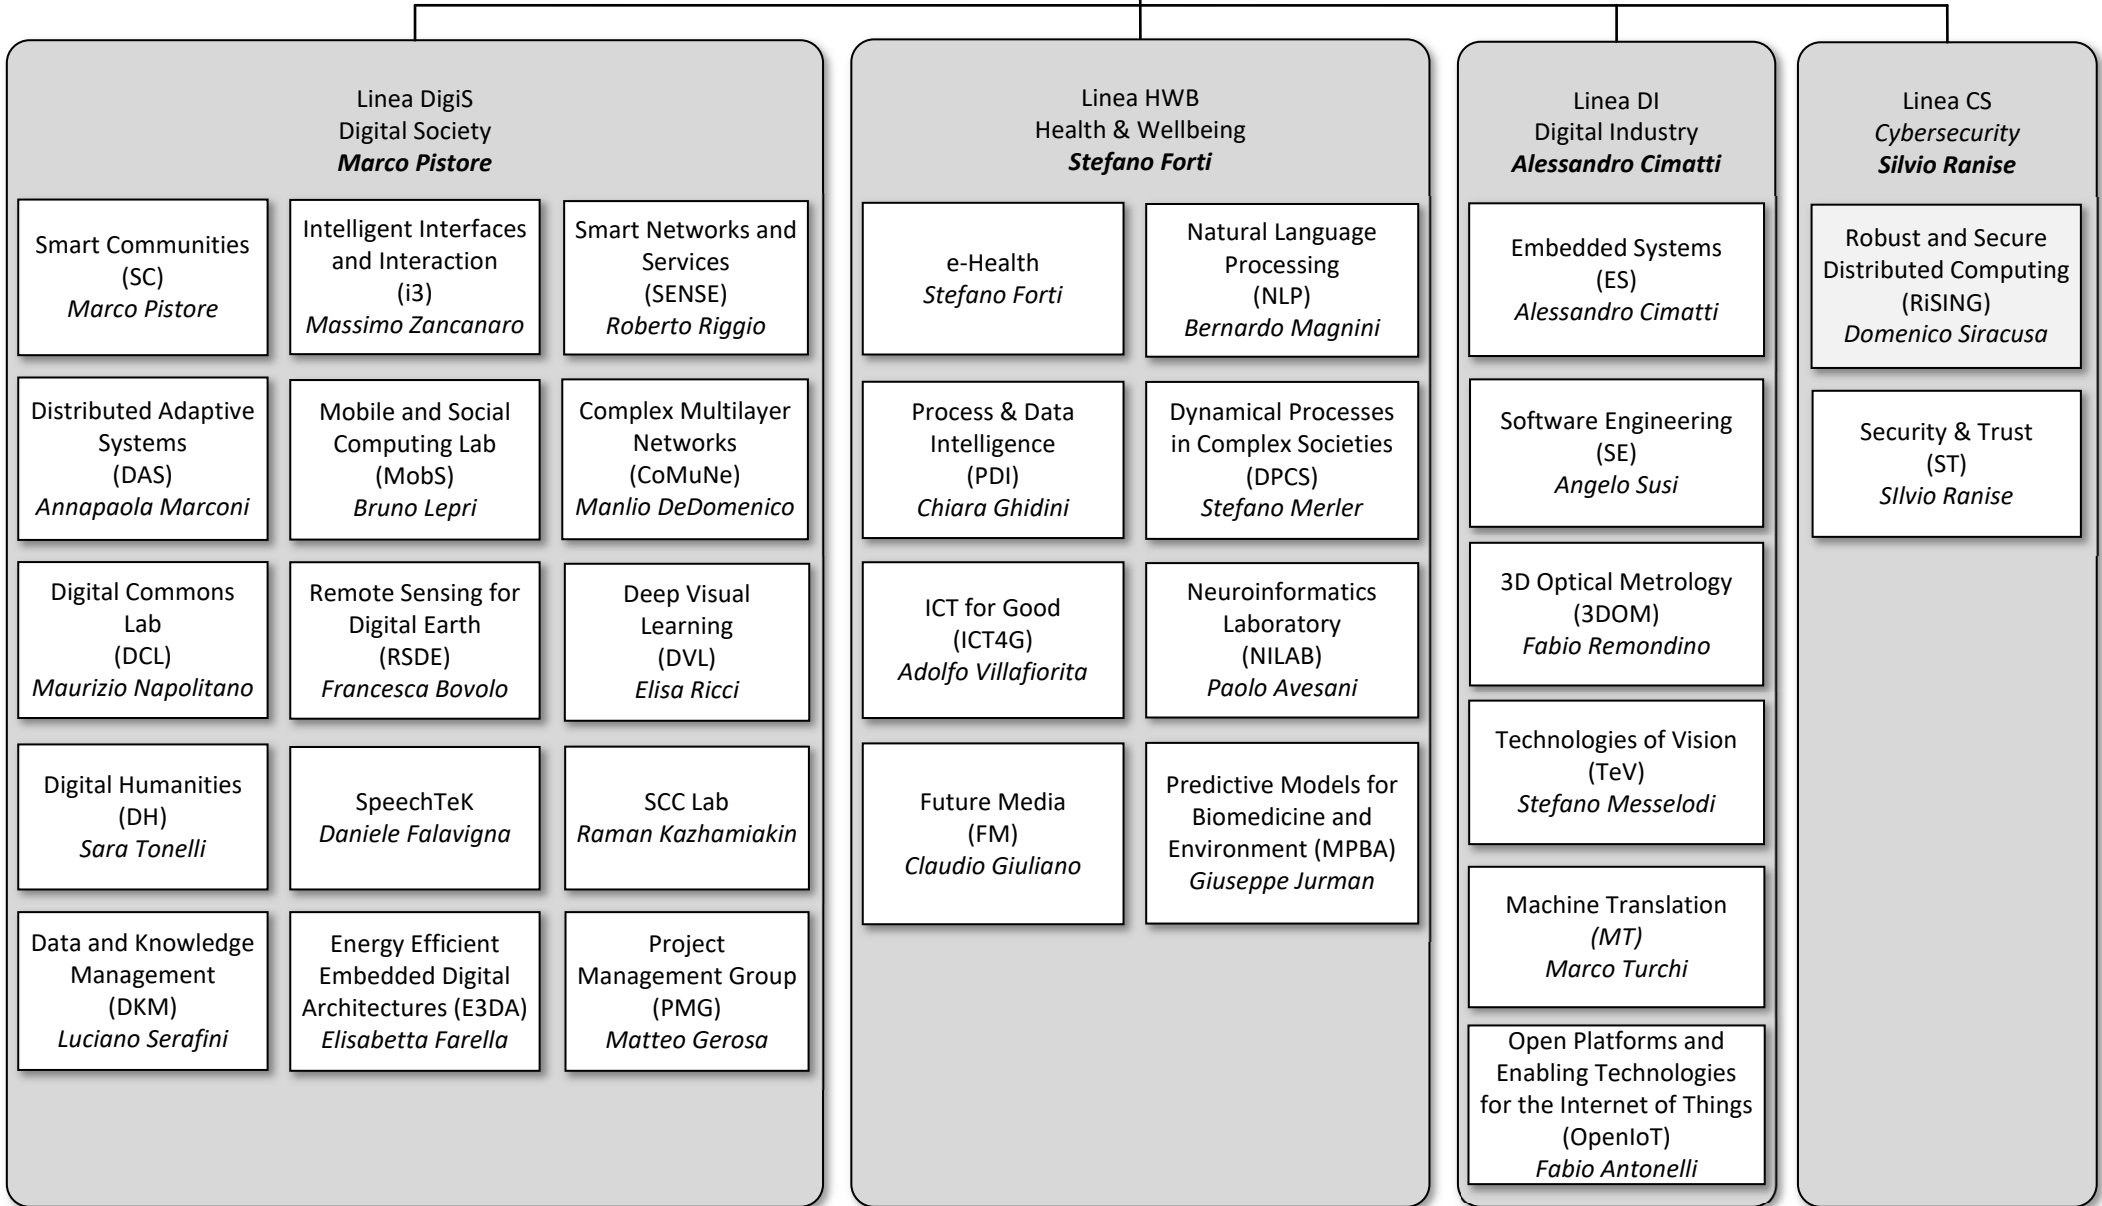 Linea DigiS
Digital Society
Marco Pistore
Smart Communities
(SC)
Marco Pistore
Intelligent Interfaces
and Interaction
(i3)
Massimo Zancanaro
Smart Networks and
Services
(SENSE)
Roberto Riggio
Distributed Adaptive
Systems
(DAS)
Annapaola Marconi
Mobile and Social
Computing Lab
(MobS)
Bruno Lepri
Complex Multilayer
Networks
(CoMuNe)
Manlio DeDomenico
Digital Commons
Lab
(DCL)
Maurizio Napolitano
Remote Sensing for
Digital Earth
(RSDE)
Francesca Bovolo
Deep Visual
Learning
(DVL)
Elisa Ricci
Digital Humanities
(DH)
Sara Tonelli
SpeechTeK
Daniele Falavigna
SCC Lab
Raman Kazhamiakin
Data and Knowledge
Management
(DKM)
Luciano Serafini
Energy Efficient
Embedded Digital
Architectures (E3DA)
Elisabetta Farella
Project
Management Group
(PMG)
Matteo Gerosa
Linea HWB
Health & Wellbeing
Stefano Forti
e-Health
Stefano Forti
Natural Language
Processing
(NLP)
Bernardo Magnini
Process & Data
Intelligence
(PDI)
Chiara Ghidini
Dynamical Processes
in Complex Societies
(DPCS)
Stefano Merler
ICT for Good
(ICT4G)
Adolfo Villafiorita
Neuroinformatics
Laboratory
(NILAB)
Paolo Avesani
Future Media
(FM)
Claudio Giuliano
Predictive Models for
Biomedicine and
Environment (MPBA)
Giuseppe Jurman
Linea DI
Digital Industry
Alessandro Cimatti
Embedded Systems
(ES)
Alessandro Cimatti
Software Engineering
(SE)
Angelo Susi
3D Optical Metrology
(3DOM)
Fabio Remondino
Technologies of Vision
(TeV)
Stefano Messelodi
Machine Translation
(MT)
Marco Turchi
Open Platforms and
Enabling Technologies
for the Internet of Things
(OpenIoT)
Fabio Antonelli
Linea CS
Cybersecurity
Silvio Ranise
Robust and Secure
Distributed Computing
(RiSING)
Domenico Siracusa
Security & Trust
(ST)
SIlvio Ranise